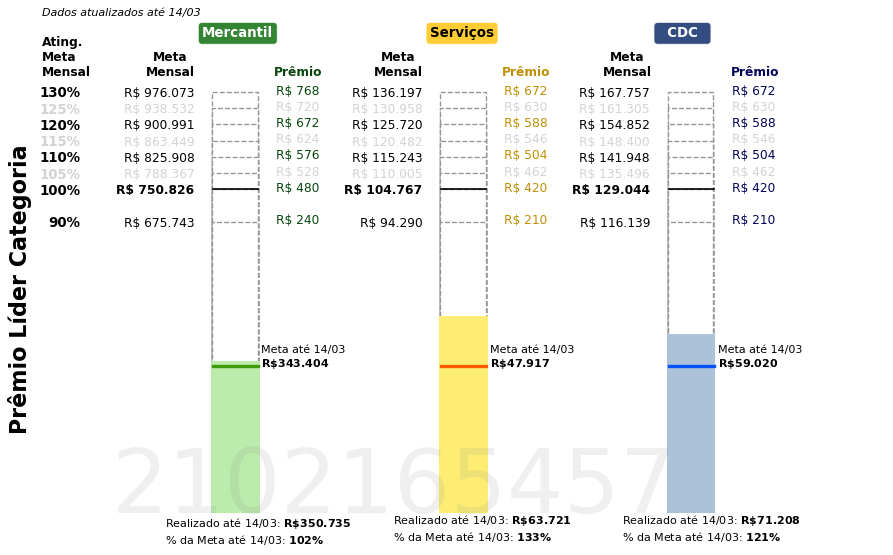 Dados atualizados até 14/03
Mercantil Serviços CDC
Ating.
Meta
Mensal
Meta
Mensal
Prêmio
Meta
Mensal
Prêmio
Meta
Mensal
Prêmio
130% R$ 976.073 R$ 768 R$ 136.197 R$ 672 R$ 167.757 R$ 672
125% R$ 938.532 R$ 720 R$ 130.958 R$ 630 R$ 161.305 R$ 630
120% R$ 900.991 R$ 672 R$ 125.720 R$ 588 R$ 154.852 R$ 588
115% R$ 863.449 R$ 624 R$ 120.482 R$ 546 R$ 148.400 R$ 546
110% R$ 825.908 R$ 576 R$ 115.243 R$ 504 R$ 141.948 R$ 504
105% R$ 788.367 R$ 528 R$ 110.005 R$ 462 R$ 135.496 R$ 462
100% R$ 750.826 R$ 480 R$ 104.767 R$ 420 R$ 129.044 R$ 420
90% R$ 675.743 R$ 240 R$ 94.290 R$ 210 R$ 116.139 R$ 210
Prêmio Líder Categoria
Meta até 14/03
R$343.404
Meta até 14/03
R$47.917
Meta até 14/03
R$59.020
2102165457
Realizado até 14/03: R$350.735
% da Meta até 14/03: 102%
Realizado até 14/03: R$63.721
% da Meta até 14/03: 133%
Realizado até 14/03: R$71.208
% da Meta até 14/03: 121%